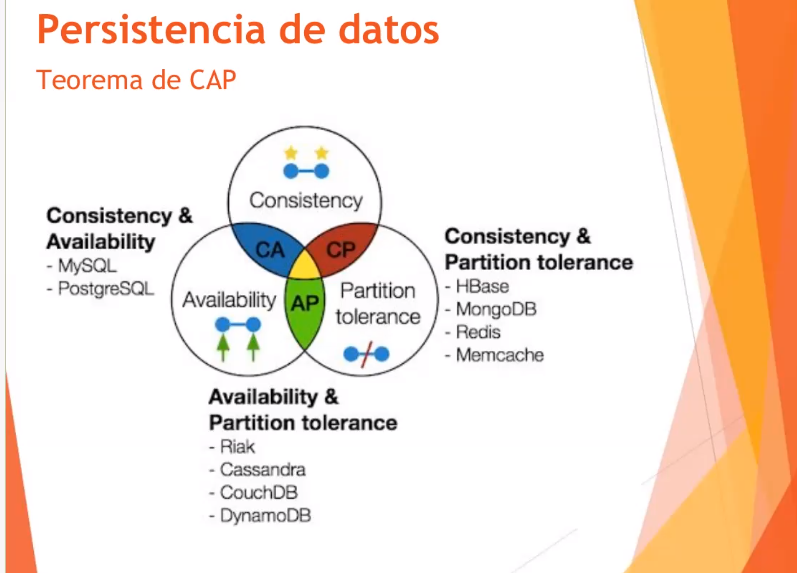 Persistencia de datos
Teorema de CAP
Consistency
Consistency &
Availability
- MySQL
- PostgreSQL
CA
CP
Availability
AP
Partition
tolerance
Consistency &
Partition tolerance
- HBase
- MongoDB
- Redis
- Memcache
Availability &
Partition tolerance
- Riak
- Cassandra
- CouchDB
- DynamoDB